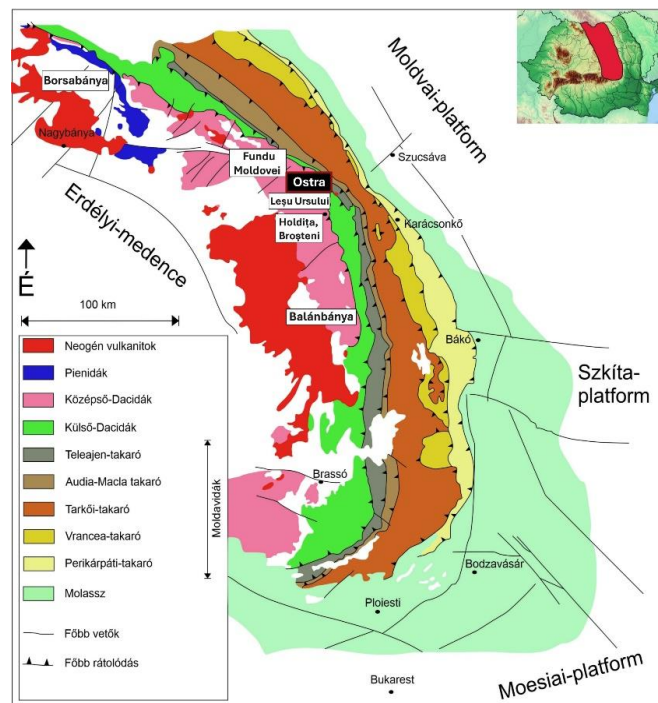 Moldvai-platform
Borsabánya
Nagybánya
Szucsáva
Fundu
Moldovei
Ostra
Leşu Ursului
Karácsonkő
Holdiţa,
Broşteni
Erdélyi-medence
É
100 km
Balánbánya
Bákó
Szkíta-
platform
Neogén vulkanitok
Pienidák
Középső-Dacidák
Külső-Dacidák
Teleajen-takaró
Audia-Macla takaró
Tarkői-takaró
Vrancea-takaró
Perikárpáti-takaró
Molassz
Főbb vetők
Főbb rátolódás
Moldavidák
Brassó
Bodzavásár
Ploiesti
Bukarest
Moesiai-platform